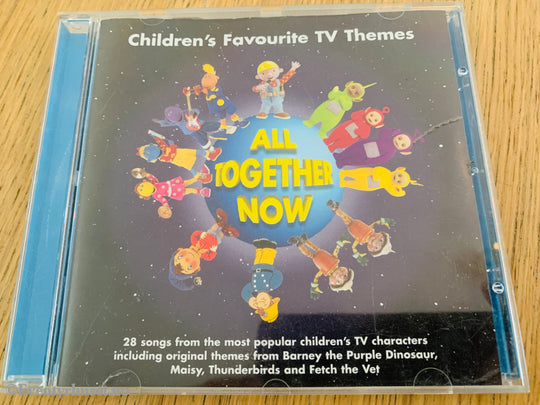 Children's Favourite TV Themes
ALL
TOGETHER
NOW
28 songs from the most popular children's TV characters
including original themes from Barney the Purple Dinosaur,
Maisy, Thunderbirds and Fetch the Vet